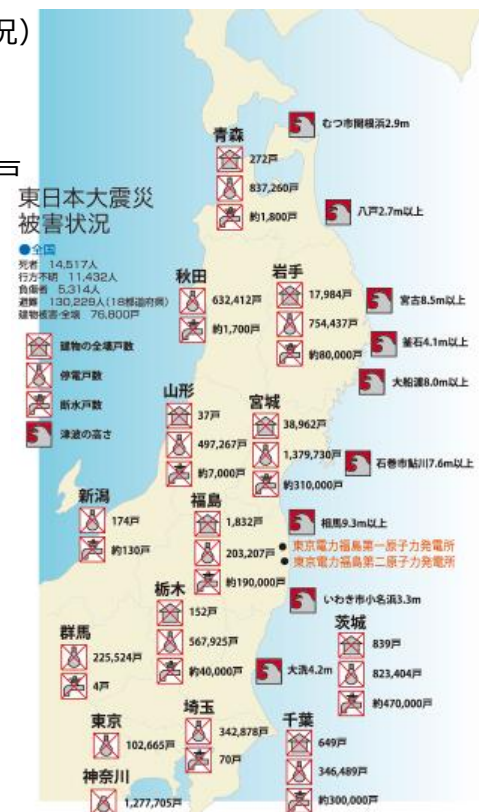 況）
戸
東日本大震災
被害状況
●全国
死者 14,517人
行方不明 11,432人
負傷者 5,314人
避難 130,229人(18都道府県)
建物被害·全壊 76,800戸
建物の全壊戸数
停電戸数
断水戸数
津波の高さ
青森
272戸
837,260戸
約1,800戸
むつ市関根浜2.9m
八戸2.7m以上
秋田
632,412戸
約1,700戸
岩手
17,984戸
754,437戸
約80,000戸
宮古8.5m以上
釜石4.1m以上
大船渡8.0m以上
山形
37戸
497,267戸
約7,000戸
宮城
38,962戸
1,379,730戸
約310,000戸
石巻市鮎川7.6m以上
新潟
174戸
約130戸
福島
1,832戸
203,207戸
約190,000戸
相馬9.3m以上
● 東京電力福島第一原子力発電所
● 東京電力福島第二原子力発電所
いわき市小名浜3.3m
栃木
152戸
567,925戸
約40,000戸
群馬
225,524戸
4戸
大洗4.2m
茨城
839戸
823,404戸
約470,000戸
東京
102,665戸
埼玉
342,878戸
70戸
千葉
649戸
346,489戸
約300,000戸
神奈川
1,277,705戸